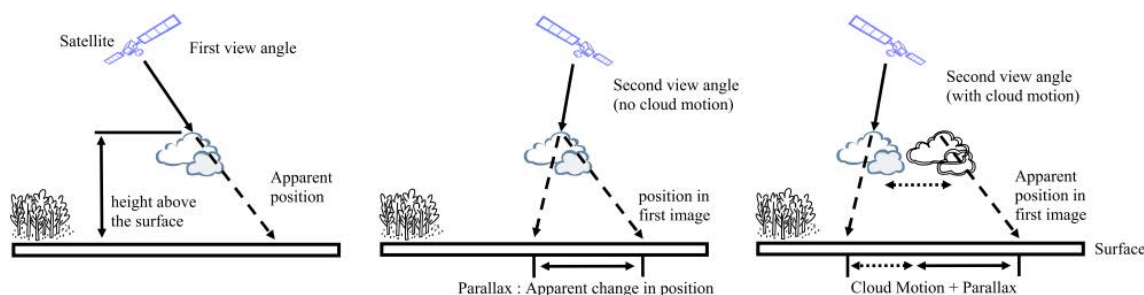 Satellite
First view angle
height above
the surface
Apparent
position
Second view angle
(no cloud motion)
position in
first image
Parallax : Apparent change in position
Second view angle
(with cloud motion)
Apparent
position in
first image
Surface
Cloud Motion + Parallax